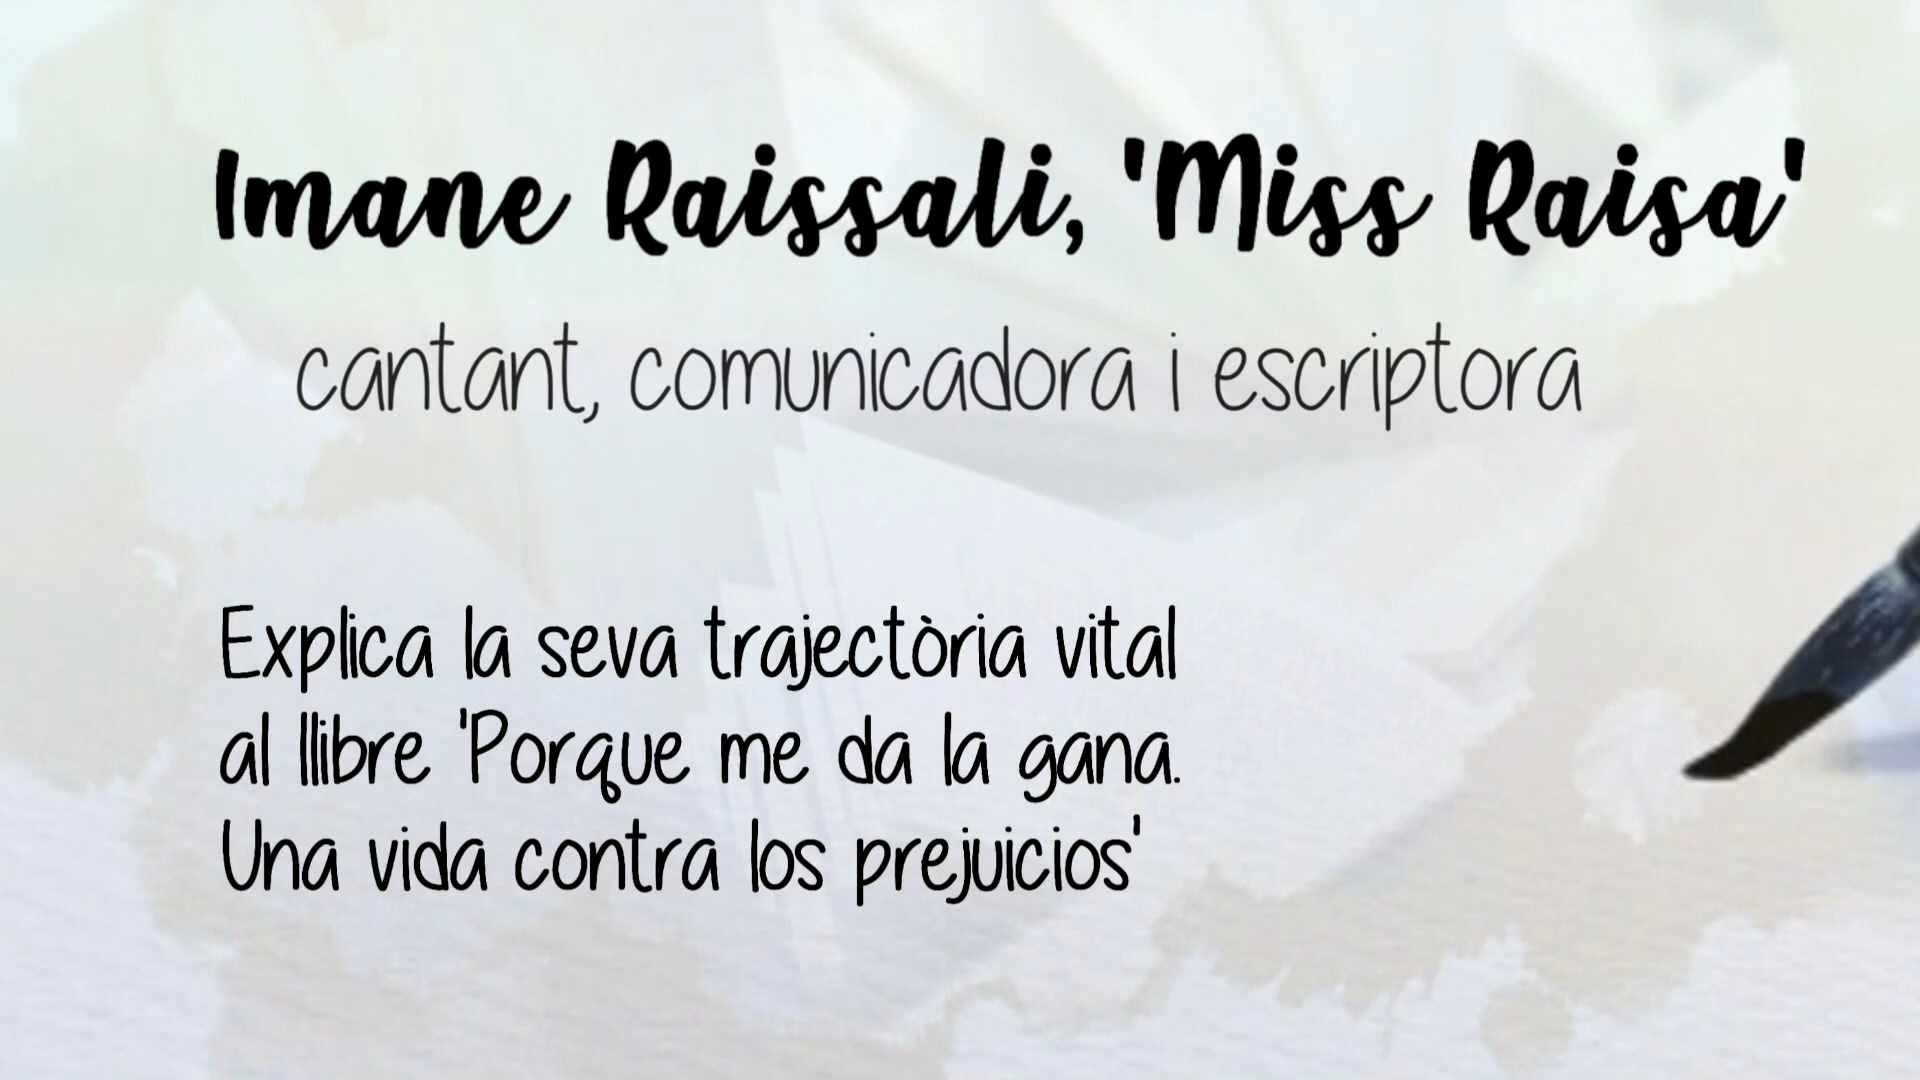 Imane Raissali, 'Miss Raisa'
cantant, comunicadora i escriptora
Explica la seva trajectòria vital
al llibre 'Porque me da la gana.
Una vida contra los prejuicios'